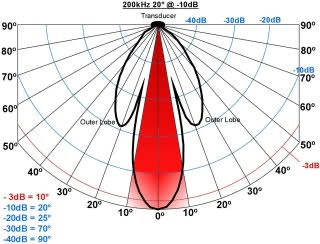 200kHz 20° @ -10dB
Transducer
-40dB -30dB -20dB
90° 90°
80° 80°
-10dB
70° 70°
60° 60°
Outer Lobe Outer Lobe
50° 50°
-3dB
40° 40°
30° 30°
20° 20°
10° 0° 10°
- 3dB = 10°
-10dB = 20°
-20dB = 25°
-30dB = 70°
-40dB = 90°